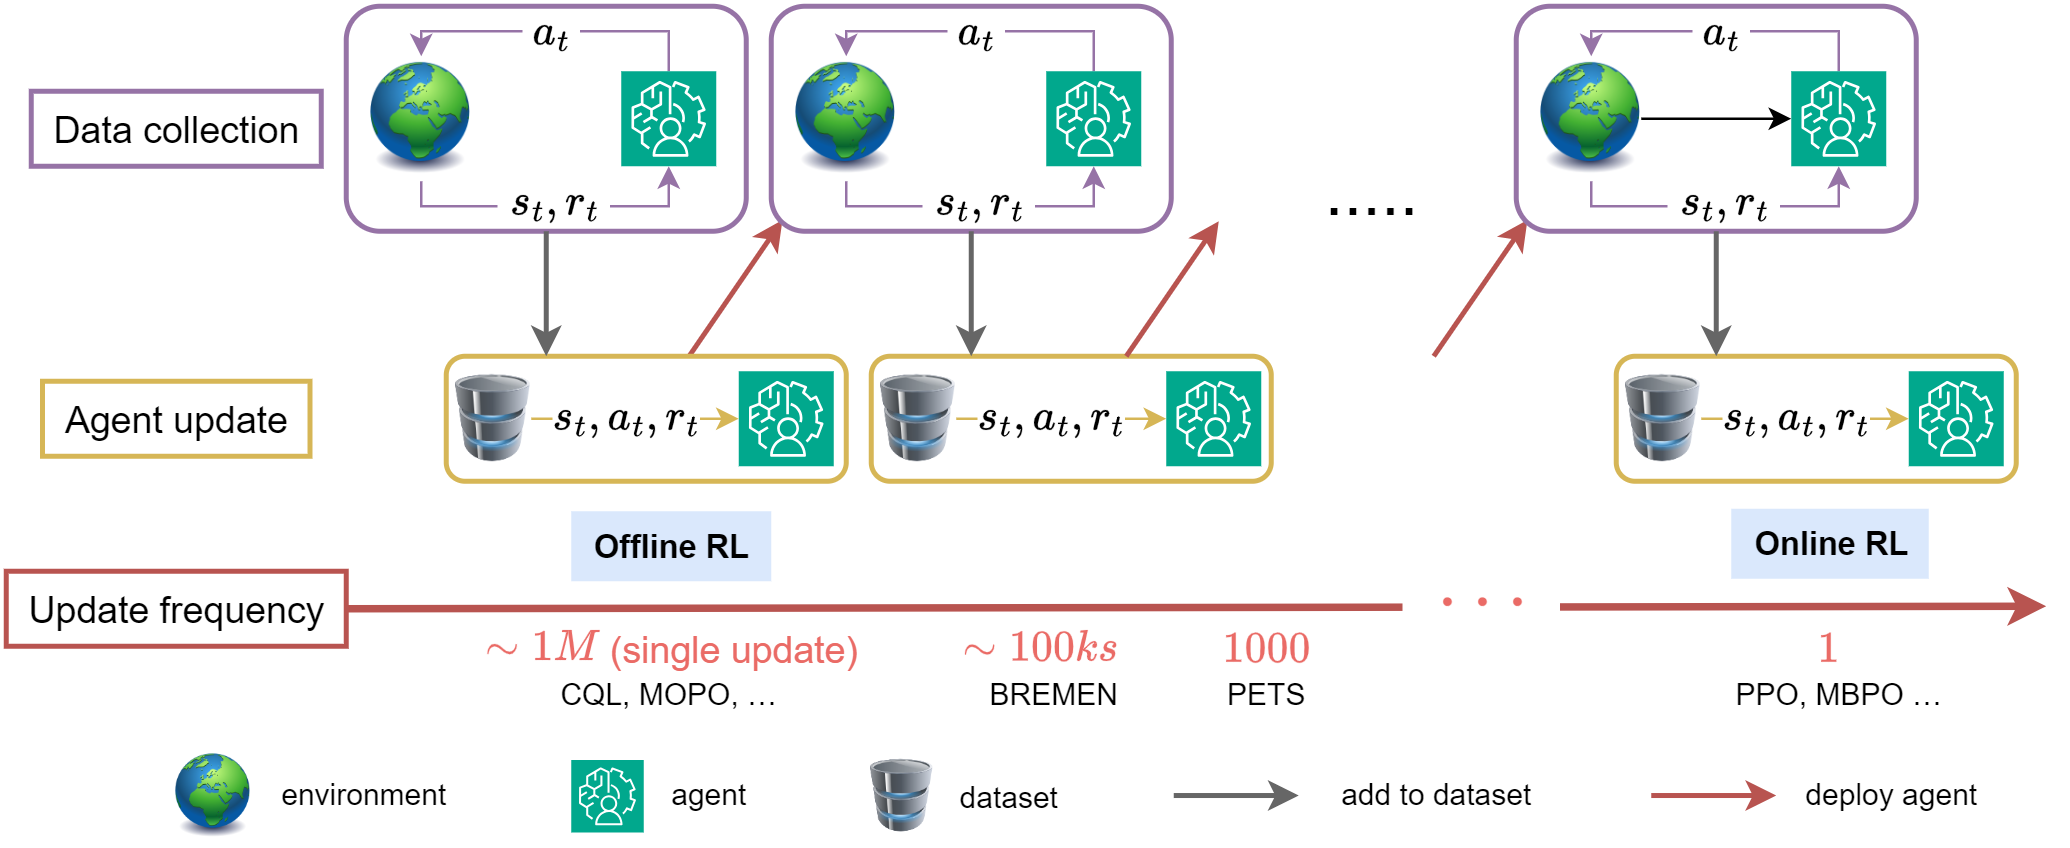 a_t
a_t
a_t
Data collection
s_t, r_t
s_t, r_t
.....
s_t, r_t
Agent update
s_t, a_t, r_t
s_t, a_t, r_t
s_t, a_t, r_t
Offline RL
Online RL
Update frequency
. . .
~ 1M (single update)
~ 100ks
1000
1
CQL, MOPO, …
BREMEN
PETS
PPO, MBPO …
environment
agent
dataset
add to dataset
deploy agent